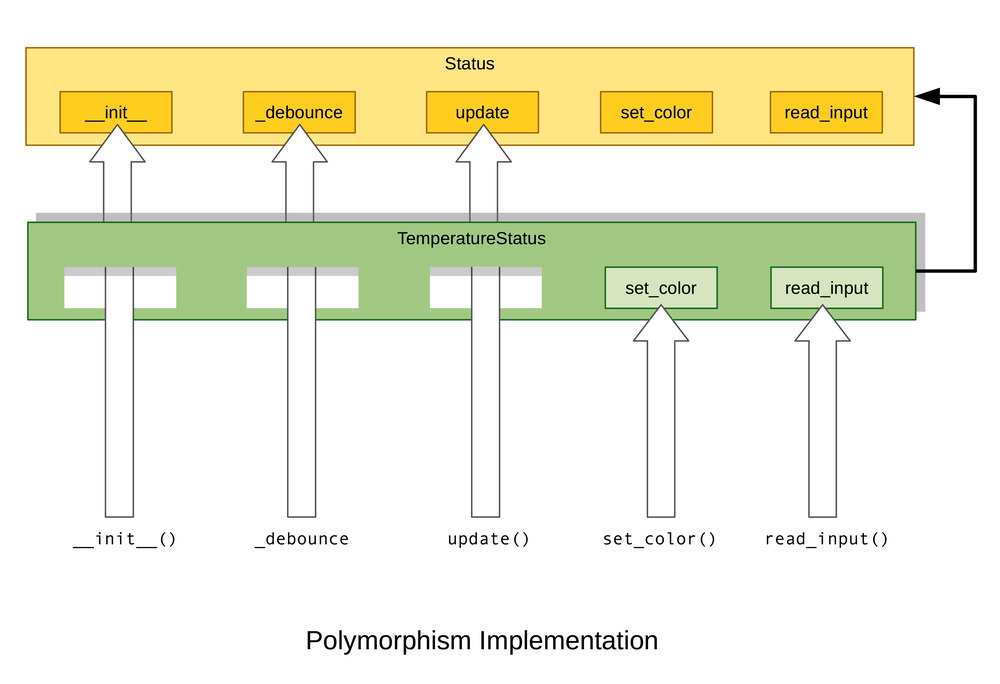 Status
__init__ _debounce update set_color read_input
TemperatureStatus
set_color read_input
__init__() _debounce update() set_color() read_input()
Polymorphism Implementation